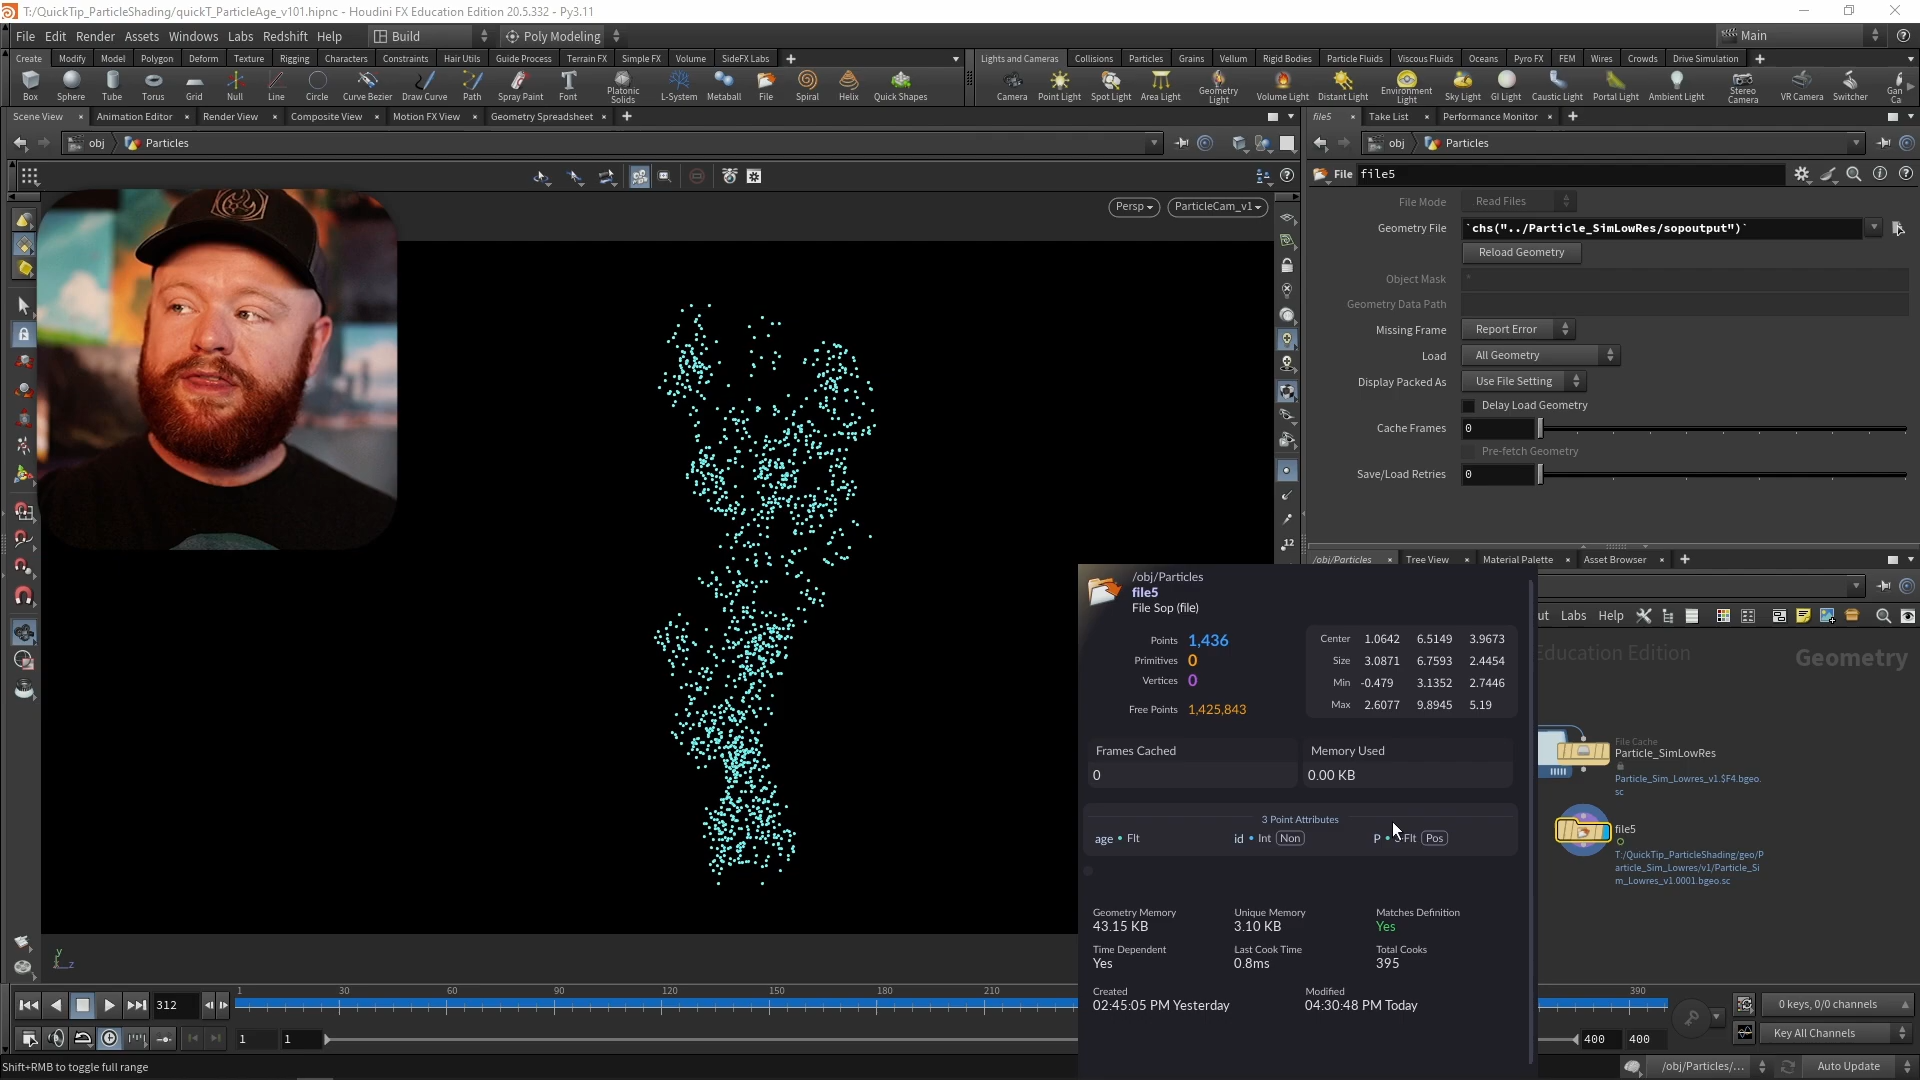 T:/QuickTip_ParticleShading/quickT_ParticleAge_v101.hipnc - Houdini FX Education Edition 20.5.332 - Py3.11
File Edit Render Assets Windows Labs Redshift Help Build Poly Modeling Main
Create Modify Model Polygon Deform Texture Rigging Characters Constraints Hair Utils Guide Process Terrain FX Simple FX Volume SideFX Labs
Lights and Cameras Collisions Particles Grains Vellum Rigid Bodies Particle Fluids Viscous Fluids Oceans Pyro FX FEM Wires Crowds Drive Simulation
Box Sphere Tube Torus Grid Null Line Circle Curve Bezier Draw Curve Path Spray Paint Font Platonic Solids L-System Metaball File Spiral Helix Quick Shapes
Camera Point Light Spot Light Area Light Geometry Light Volume Light Distant Light Environment Light Sky Light GI Light Caustic Light Portal Light Ambient Light Stereo Camera VR Camera Switcher Gan Ca
Scene View Animation Editor Render View Composite View Motion FX View Geometry Spreadsheet
file5 Take List Performance Monitor
obj Particles
obj Particles
File file5
Persp ParticleCam_v1
File Mode Read Files
Geometry File `chs("../Particle_SimLowRes/sopoutput")`
Reload Geometry
Object Mask *
Geometry Data Path
Missing Frame Report Error
Load All Geometry
Display Packed As Use File Setting
Delay Load Geometry
Cache Frames 0
Pre-fetch Geometry
Save/Load Retries 0
12
/obj/Particles Tree View Material Palette Asset Browser
ut Labs Help
Education Edition
Geometry
/obj/Particles
file5
File Sop (file)
Points 1,436
Primitives 0
Vertices 0
Free Points 1,425,843
Center 1.0642 6.5149 3.9673
Size 3.0871 6.7593 2.4454
Min -0.479 3.1352 2.7446
Max 2.6077 9.8945 5.19
Frames Cached
0
Memory Used
0.00 KB
3 Point Attributes
age • Flt id • Int Non P • 3 Flt Pos
Geometry Memory
43.15 KB
Unique Memory
3.10 KB
Matches Definition
Yes
Time Dependent
Yes
Last Cook Time
0.8ms
Total Cooks
395
Created
02:45:05 PM Yesterday
Modified
04:30:48 PM Today
File Cache
Particle_SimLowRes
Particle_Sim_Lowres_v1.$F4.bgeo.
sc
file5
T:/QuickTip_ParticleShading/geo/P
article_Sim_Lowres/v1/Particle_Si
m_Lowres_v1.0001.bgeo.sc
y
z
312
1 30 60 90 120 150 180 210 390
0 keys, 0/0 channels
1 1 400 400
Key All Channels
Shift+RMB to toggle full range
/obj/Particles/... Auto Update